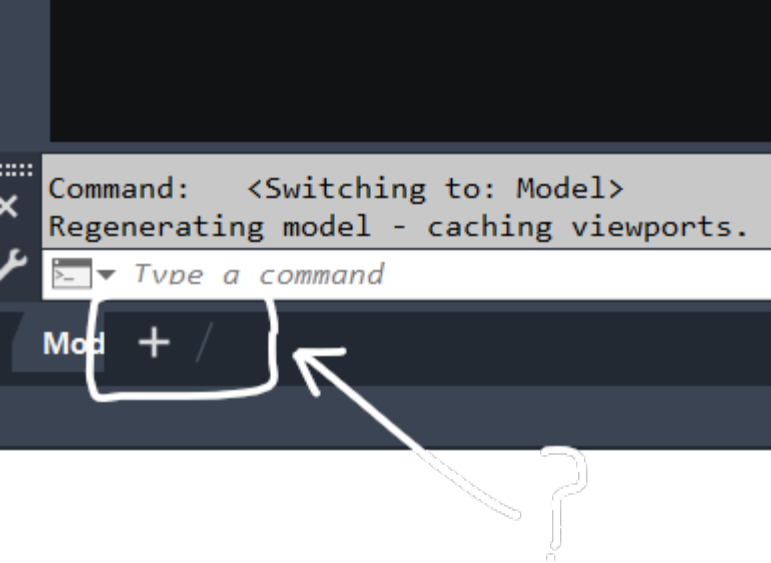 Command:   <Switching to: Model>
Regenerating model - caching viewports.
>_ Type a command
Mod + /
?